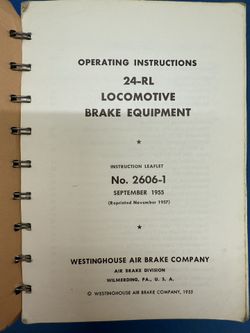 OPERATING INSTRUCTIONS
24-RL
LOCOMOTIVE
BRAKE EQUIPMENT
★
INSTRUCTION LEAFLET
No. 2606-1
SEPTEMBER 1955
(Reprinted November 1957)
★
WESTINGHOUSE AIR BRAKE COMPANY
AIR BRAKE DIVISION
WILMERDING, PA., U. S. A.
© WESTINGHOUSE AIR BRAKE COMPANY, 1955